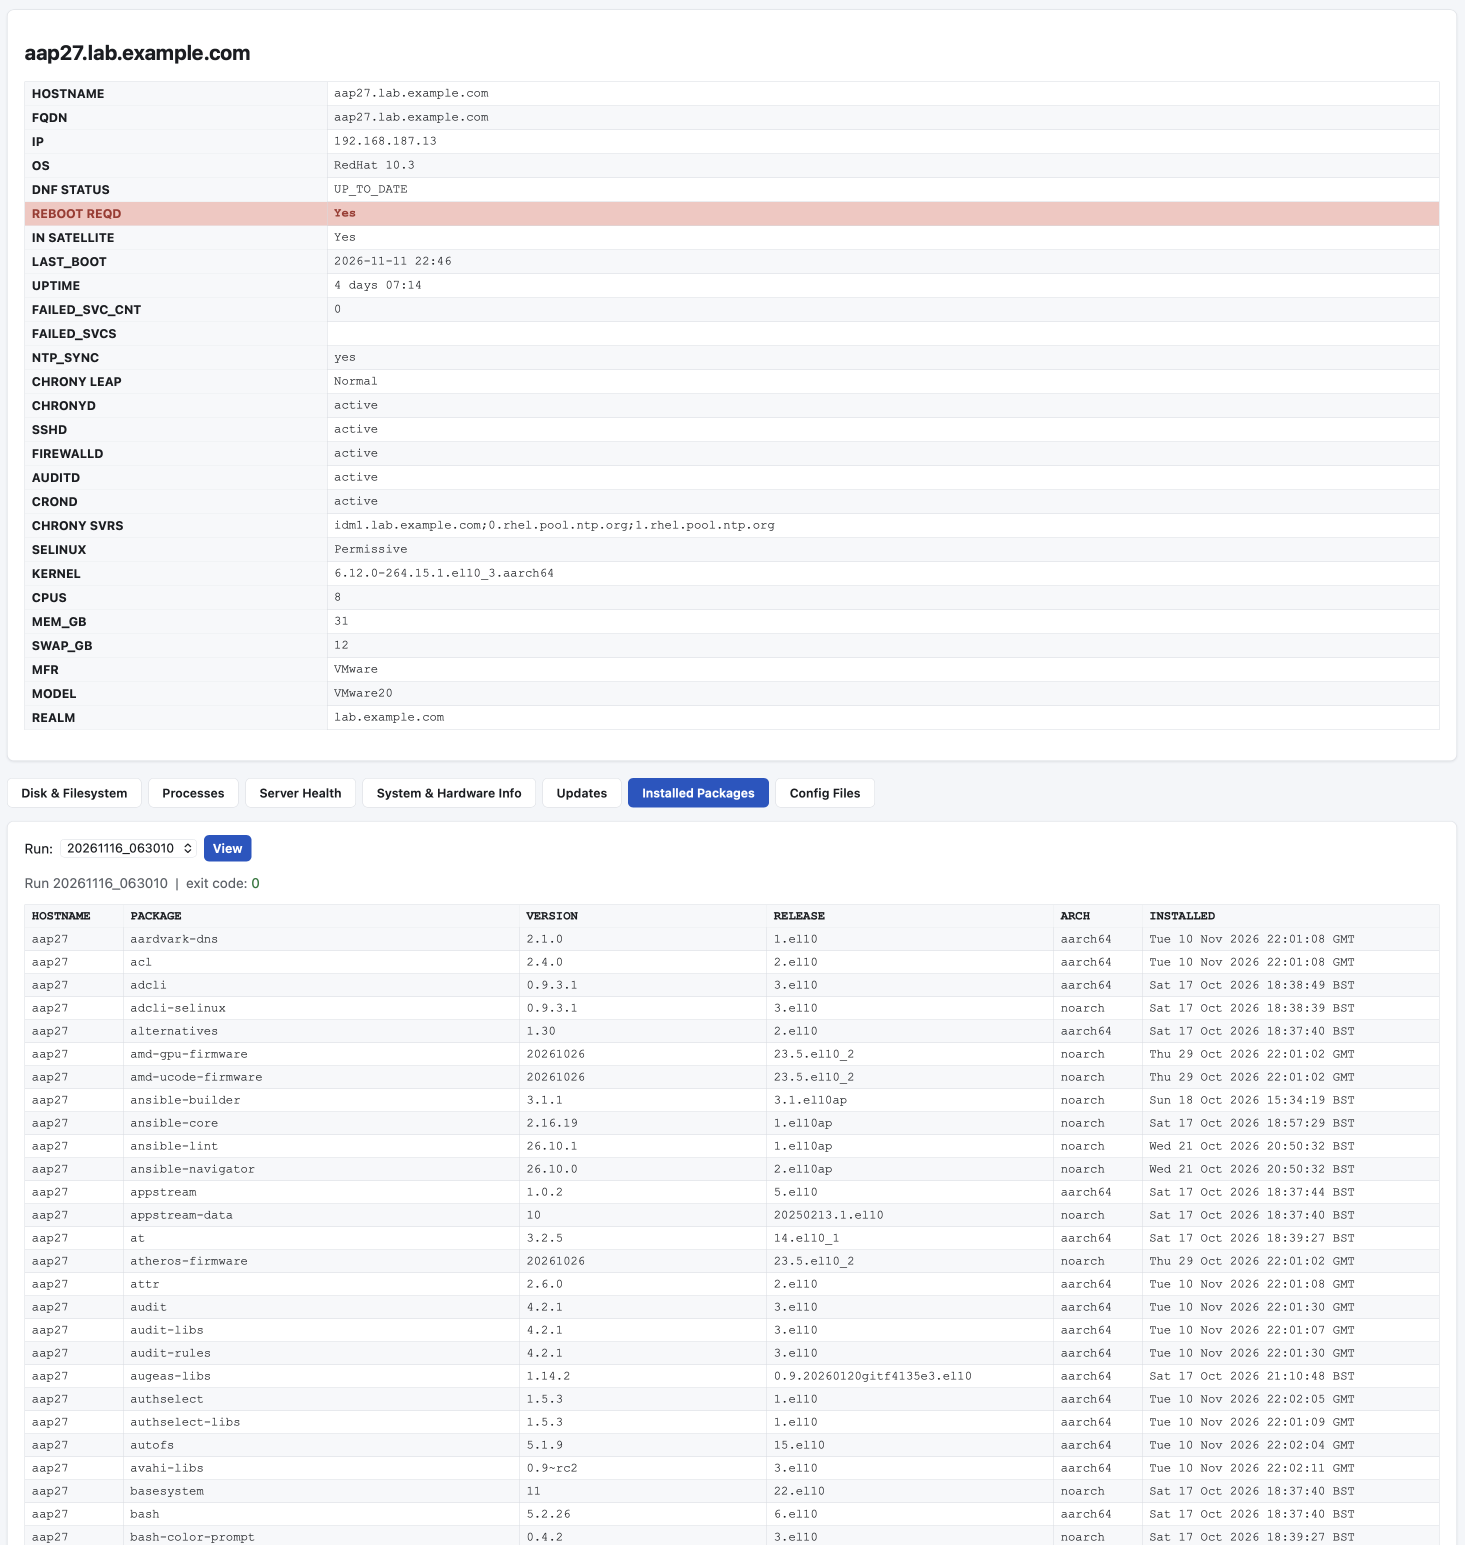 aap27.lab.example.com
HOSTNAME aap27.lab.example.com
FQDN aap27.lab.example.com
IP 192.168.187.13
OS RedHat 10.3
DNF STATUS UP_TO_DATE
REBOOT REQD Yes
IN SATELLITE Yes
LAST_BOOT 2026-11-11 22:46
UPTIME 4 days 07:14
FAILED_SVC_CNT 0
FAILED_SVCS
NTP_SYNC yes
CHRONY LEAP Normal
CHRONYD active
SSHD active
FIREWALLD active
AUDITD active
CROND active
CHRONY SVRS idm1.lab.example.com;0.rhel.pool.ntp.org;1.rhel.pool.ntp.org
SELINUX Permissive
KERNEL 6.12.0-264.15.1.el10_3.aarch64
CPUS 8
MEM_GB 31
SWAP_GB 12
MFR VMware
MODEL VMware20
REALM lab.example.com
Disk & Filesystem Processes Server Health System & Hardware Info Updates Installed Packages Config Files
Run: 20261116_063010 View
Run 20261116_063010 | exit code: 0
HOSTNAME PACKAGE VERSION RELEASE ARCH INSTALLED
aap27 aardvark-dns 2.1.0 1.el10 aarch64 Tue 10 Nov 2026 22:01:08 GMT
aap27 acl 2.4.0 2.el10 aarch64 Tue 10 Nov 2026 22:01:08 GMT
aap27 adcli 0.9.3.1 3.el10 aarch64 Sat 17 Oct 2026 18:38:49 BST
aap27 adcli-selinux 0.9.3.1 3.el10 noarch Sat 17 Oct 2026 18:38:39 BST
aap27 alternatives 1.30 2.el10 aarch64 Sat 17 Oct 2026 18:37:40 BST
aap27 amd-gpu-firmware 20261026 23.5.el10_2 noarch Thu 29 Oct 2026 22:01:02 GMT
aap27 amd-ucode-firmware 20261026 23.5.el10_2 noarch Thu 29 Oct 2026 22:01:02 GMT
aap27 ansible-builder 3.1.1 3.1.el10ap noarch Sun 18 Oct 2026 15:34:19 BST
aap27 ansible-core 2.16.19 1.el10ap noarch Sat 17 Oct 2026 18:57:29 BST
aap27 ansible-lint 26.10.1 1.el10ap noarch Wed 21 Oct 2026 20:50:32 BST
aap27 ansible-navigator 26.10.0 2.el10ap noarch Wed 21 Oct 2026 20:50:32 BST
aap27 appstream 1.0.2 5.el10 aarch64 Sat 17 Oct 2026 18:37:44 BST
aap27 appstream-data 10 20250213.1.el10 noarch Sat 17 Oct 2026 18:37:40 BST
aap27 at 3.2.5 14.el10_1 aarch64 Sat 17 Oct 2026 18:39:27 BST
aap27 atheros-firmware 20261026 23.5.el10_2 noarch Thu 29 Oct 2026 22:01:02 GMT
aap27 attr 2.6.0 2.el10 aarch64 Tue 10 Nov 2026 22:01:08 GMT
aap27 audit 4.2.1 3.el10 aarch64 Tue 10 Nov 2026 22:01:30 GMT
aap27 audit-libs 4.2.1 3.el10 aarch64 Tue 10 Nov 2026 22:01:07 GMT
aap27 audit-rules 4.2.1 3.el10 aarch64 Tue 10 Nov 2026 22:01:30 GMT
aap27 augeas-libs 1.14.2 0.9.20260120gitf4135e3.el10 aarch64 Sat 17 Oct 2026 21:10:48 BST
aap27 authselect 1.5.3 1.el10 aarch64 Tue 10 Nov 2026 22:02:05 GMT
aap27 authselect-libs 1.5.3 1.el10 aarch64 Tue 10 Nov 2026 22:01:09 GMT
aap27 autofs 5.1.9 15.el10 aarch64 Tue 10 Nov 2026 22:02:04 GMT
aap27 avahi-libs 0.9~rc2 3.el10 aarch64 Tue 10 Nov 2026 22:02:11 GMT
aap27 basesystem 11 22.el10 noarch Sat 17 Oct 2026 18:37:40 BST
aap27 bash 5.2.26 6.el10 aarch64 Sat 17 Oct 2026 18:37:40 BST
aap27 bash-color-prompt 0.4.2 3.el10 noarch Sat 17 Oct 2026 18:39:27 BST